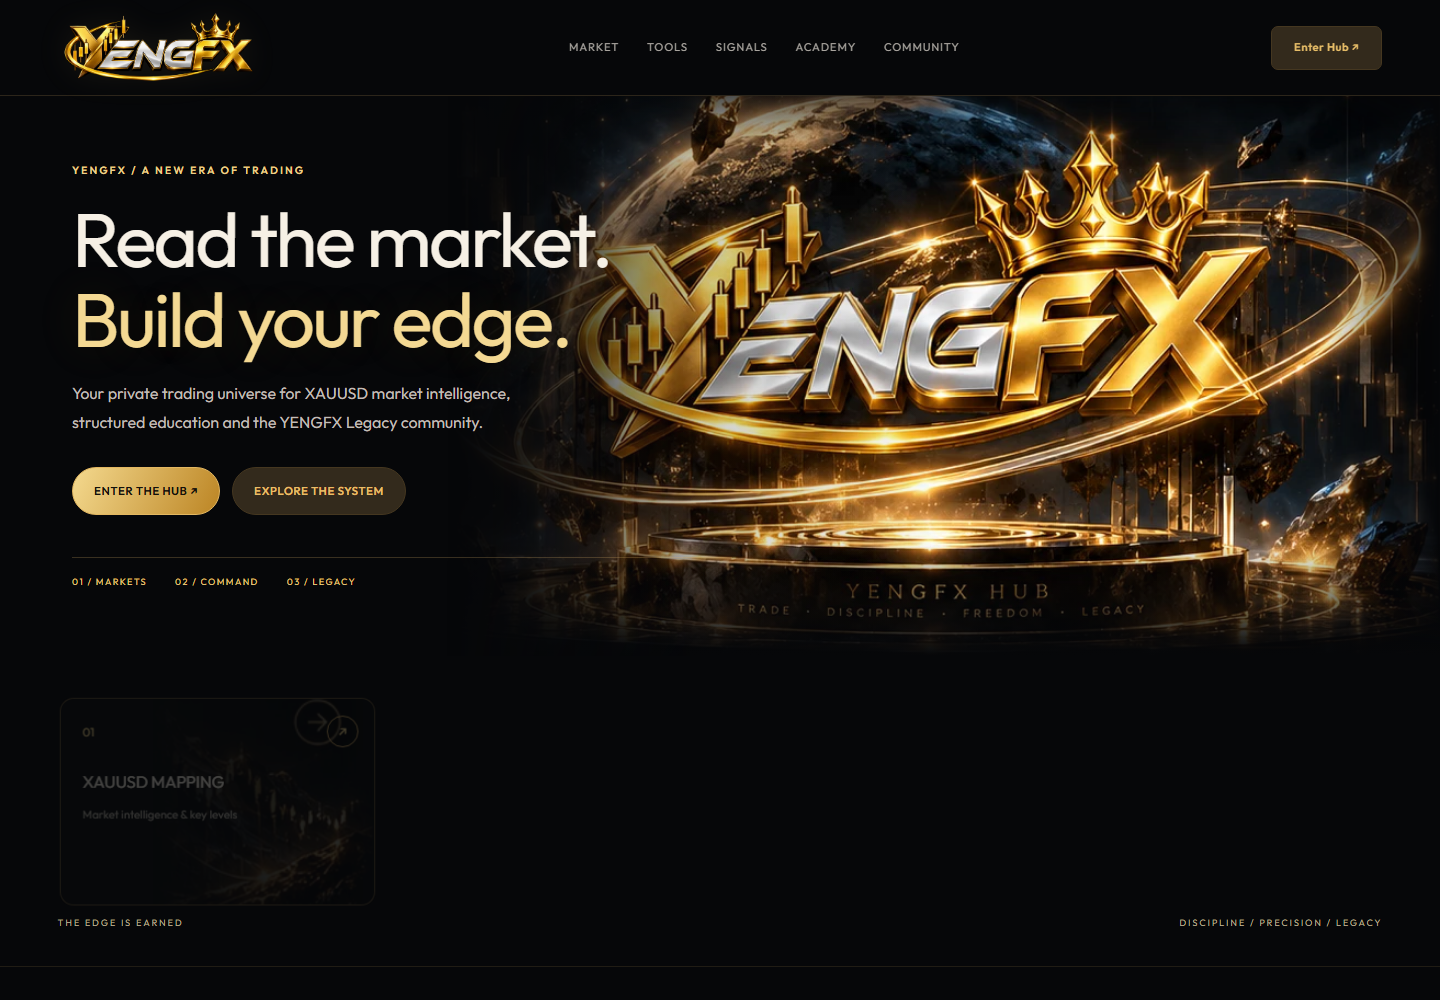 YENGFX
MARKET
TOOLS
SIGNALS
ACADEMY
COMMUNITY
Enter Hub ↗
YENGFX / A NEW ERA OF TRADING
Read the market.
Build your edge.
Your private trading universe for XAUUSD market intelligence,
structured education and the YENGFX Legacy community.
ENTER THE HUB ↗
EXPLORE THE SYSTEM
01 / MARKETS
02 / COMMAND
03 / LEGACY
YENGFX
YENGFX HUB
TRADE · DISCIPLINE · FREEDOM · LEGACY
01
XAUUSD MAPPING
Market intelligence & key levels
THE EDGE IS EARNED
DISCIPLINE / PRECISION / LEGACY